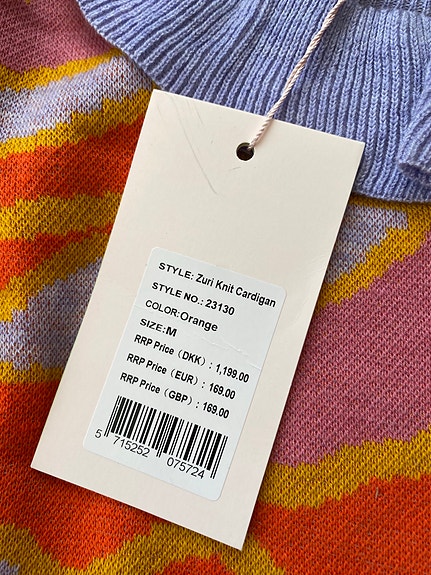 STYLE: Zuri Knit Cardigan
STYLE NO.: 23130
COLOR:Orange
SIZE:M
RRP Price（DKK）: 1,199.00
RRP Price（EUR）: 169.00
RRP Price（GBP）: 169.00
5 715252 075724